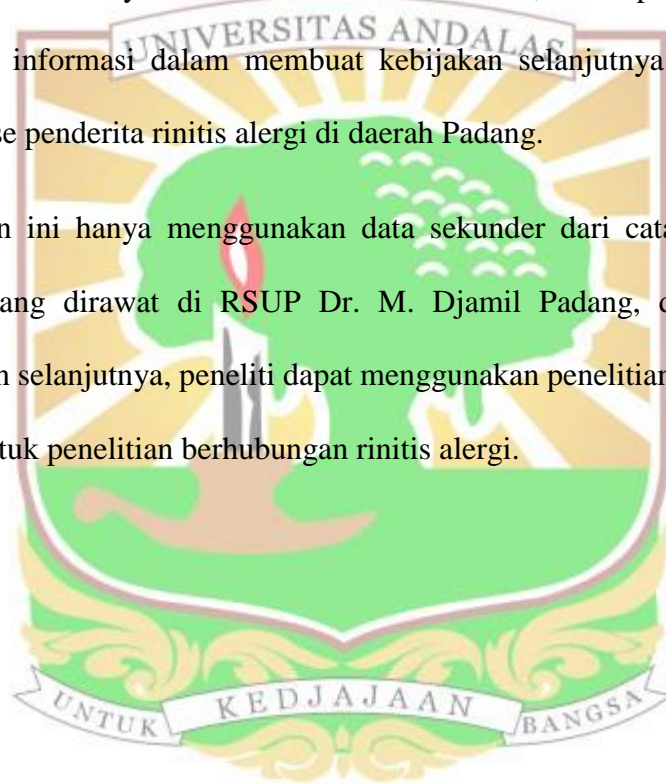 UNIVERSITAS ANDALAS
informasi dalam membuat kebijakan selanjutnya
se penderita rinitis alergi di daerah Padang.
n ini hanya menggunakan data sekunder dari cata
ang dirawat di RSUP Dr. M. Djamil Padang, d
n selanjutnya, peneliti dapat menggunakan penelitian
tuk penelitian berhubungan rinitis alergi.
UNTUK KEDJAJAAN BANGSA